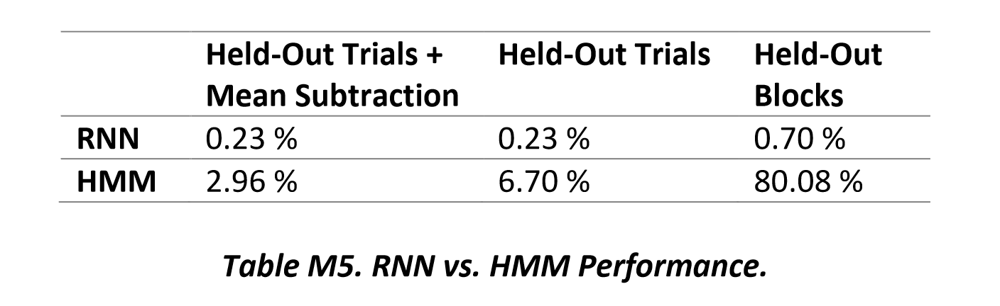 Held-Out Trials + Held-Out Trials Held-Out
Mean Subtraction Blocks
RNN 0.23 % 0.23 % 0.70 %
HMM 2.96 % 6.70 % 80.08 %
Table M5. RNN vs. HMM Performance.